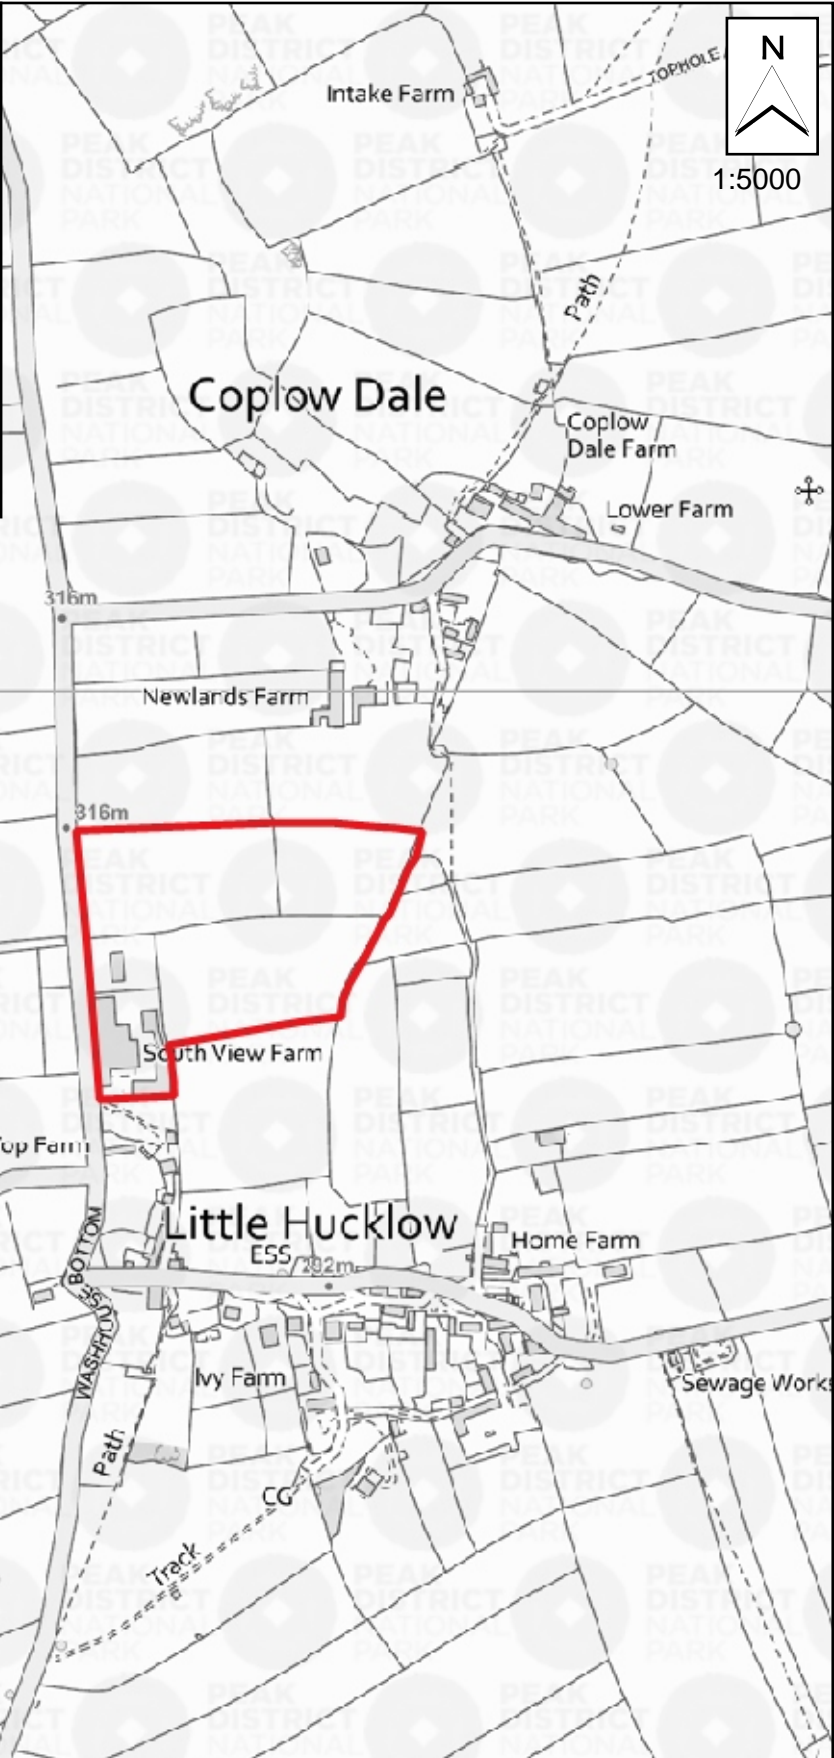 N
1:5000
TOPHOLE
Intake Farm
Path
Coplow Dale
Coplow
Dale Farm
Lower Farm
316m
Newlands Farm
316m
South View Farm
op Farm
Little Hucklow
BOTTOM
ESS
292m
Home Farm
WASHHOUSE
Ivy Farm
Sewage Works
Path
CG
Track
PEAK
DISTRICT
NATIONAL
PARK